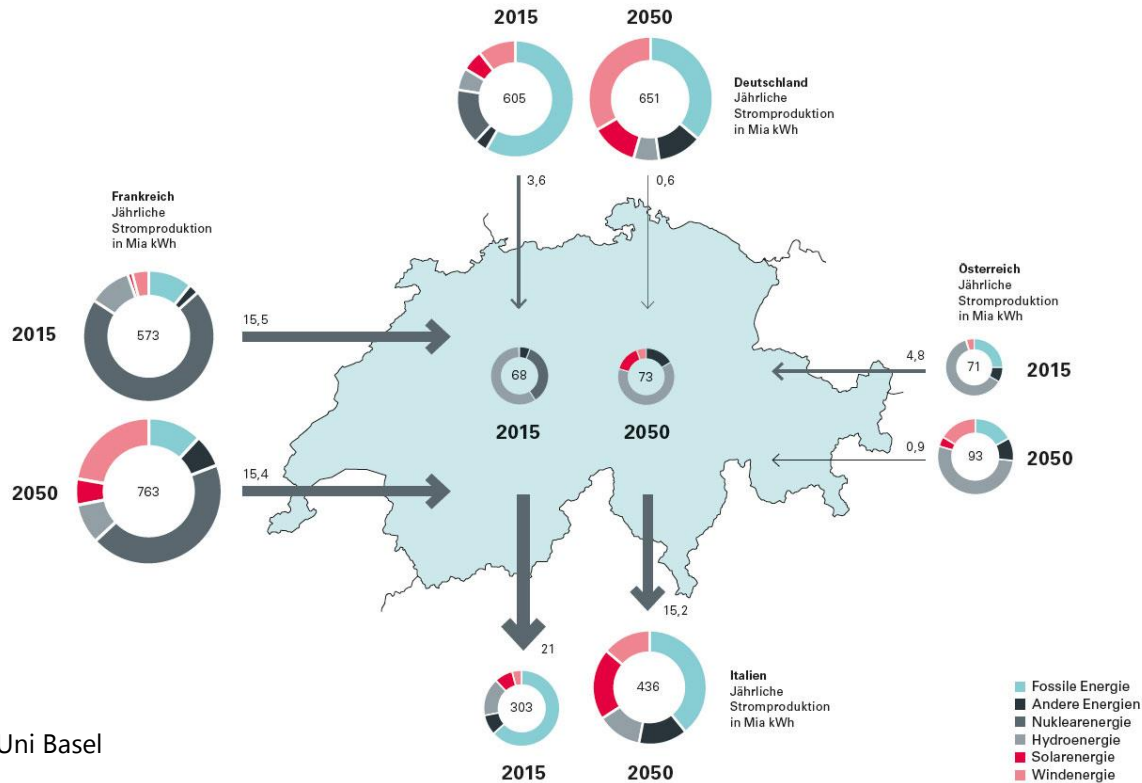 2015
2050
605
651
Deutschland
Jährliche
Stromproduktion
in Mia kWh
3,6
0,6
Frankreich
Jährliche
Stromproduktion
in Mia kWh
2015
573
15,5
2050
763
15,4
68
2015
73
2050
Österreich
Jährliche
Stromproduktion
in Mia kWh
4,8
71
2015
0,9
93
2050
21
303
2015
15,2
436
2050
Italien
Jährliche
Stromproduktion
in Mia kWh
Fossile Energie
Andere Energien
Nuklearenergie
Hydroenergie
Solarenergie
Windenergie
Uni Basel